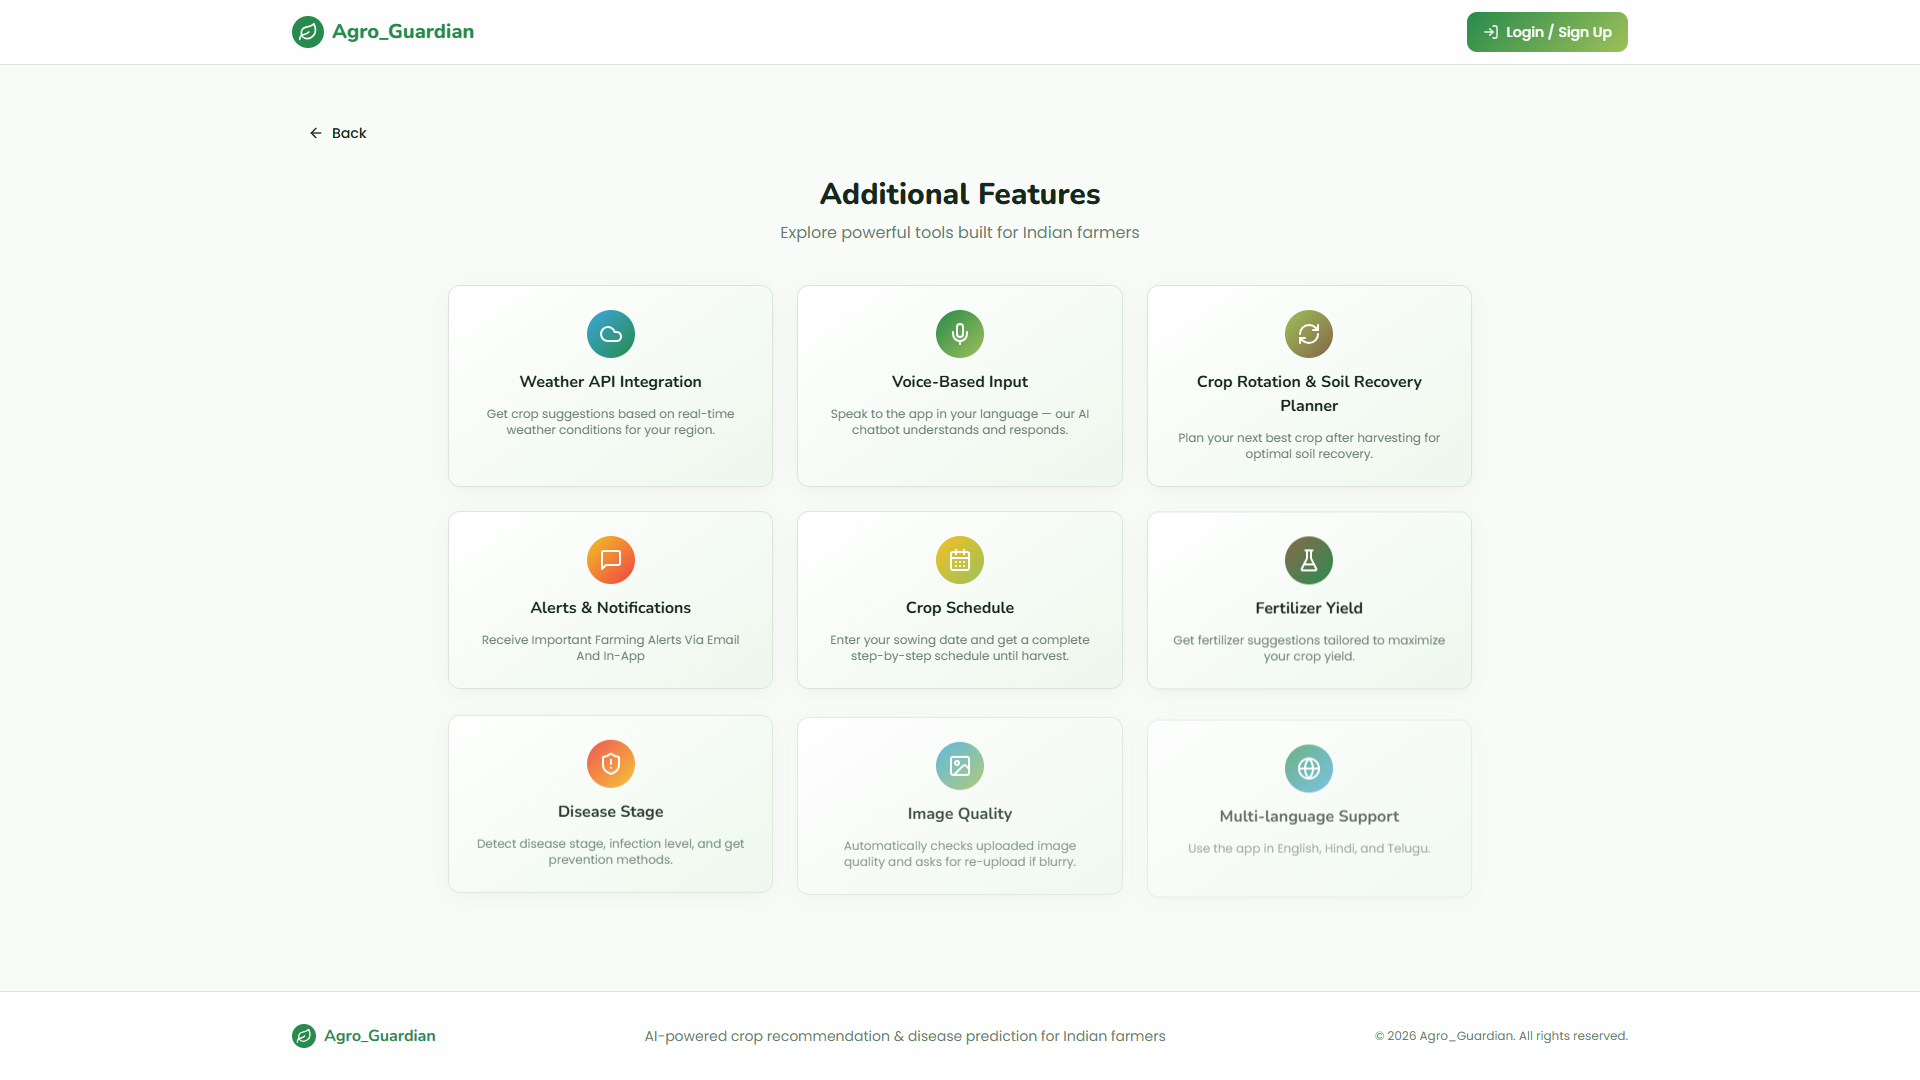 Agro_Guardian
Login / Sign Up
Back
Additional Features
Explore powerful tools built for Indian farmers
Weather API Integration
Get crop suggestions based on real-time
weather conditions for your region.
Voice-Based Input
Speak to the app in your language — our AI
chatbot understands and responds.
Crop Rotation & Soil Recovery
Planner
Plan your next best crop after harvesting for
optimal soil recovery.
Alerts & Notifications
Receive Important Farming Alerts Via Email
And In-App
Crop Schedule
Enter your sowing date and get a complete
step-by-step schedule until harvest.
Fertilizer Yield
Get fertilizer suggestions tailored to maximize
your crop yield.
Disease Stage
Detect disease stage, infection level, and get
prevention methods.
Image Quality
Automatically checks uploaded image
quality and asks for re-upload if blurry.
Multi-language Support
Use the app in English, Hindi, and Telugu.
Agro_Guardian
AI-powered crop recommendation & disease prediction for Indian farmers
© 2026 Agro_Guardian. All rights reserved.